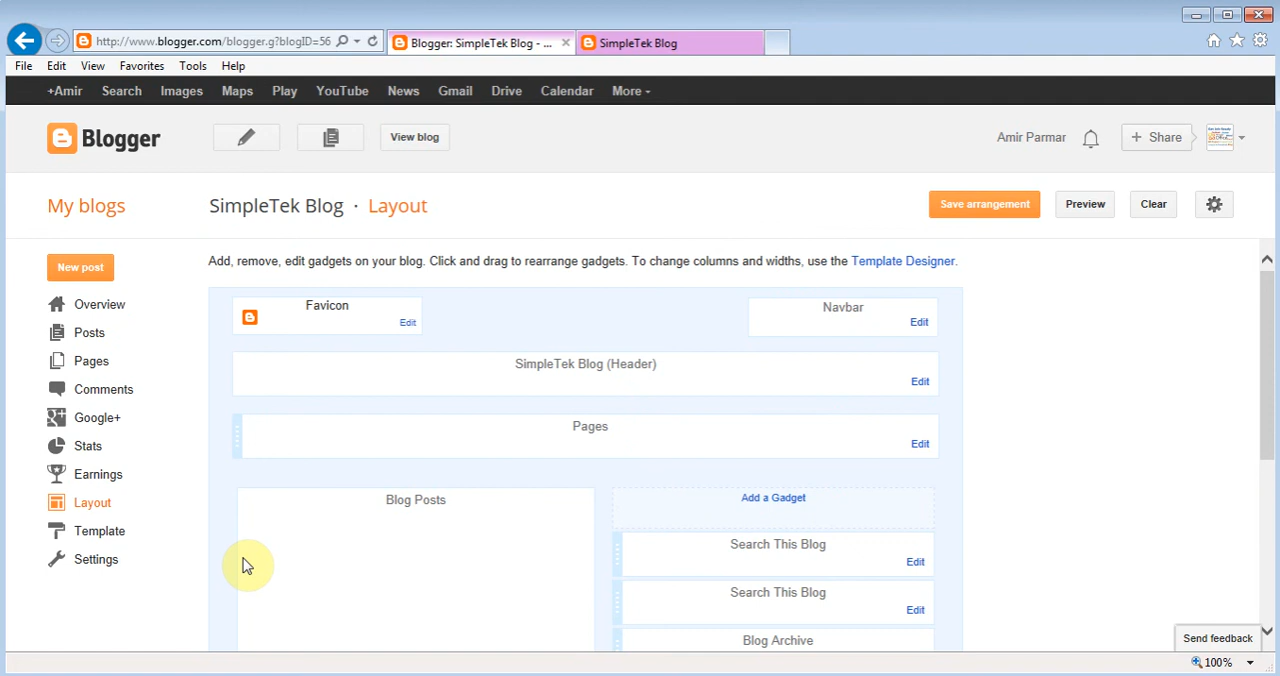 http://www.blogger.com/blogger.g?blogID=56
Blogger: SimpleTek Blog - ...
SimpleTek Blog
File Edit View Favorites Tools Help
+Amir Search Images Maps Play YouTube News Gmail Drive Calendar More
Blogger
View blog
Amir Parmar
+ Share
My blogs
SimpleTek Blog · Layout
Save arrangement
Preview
Clear
New post
Overview
Posts
Pages
Comments
Google+
Stats
Earnings
Layout
Template
Settings
Add, remove, edit gadgets on your blog. Click and drag to rearrange gadgets. To change columns and widths, use the Template Designer.
Favicon
Edit
Navbar
Edit
SimpleTek Blog (Header)
Edit
Pages
Edit
Blog Posts
Add a Gadget
Search This Blog
Edit
Search This Blog
Edit
Blog Archive
Send feedback
100%